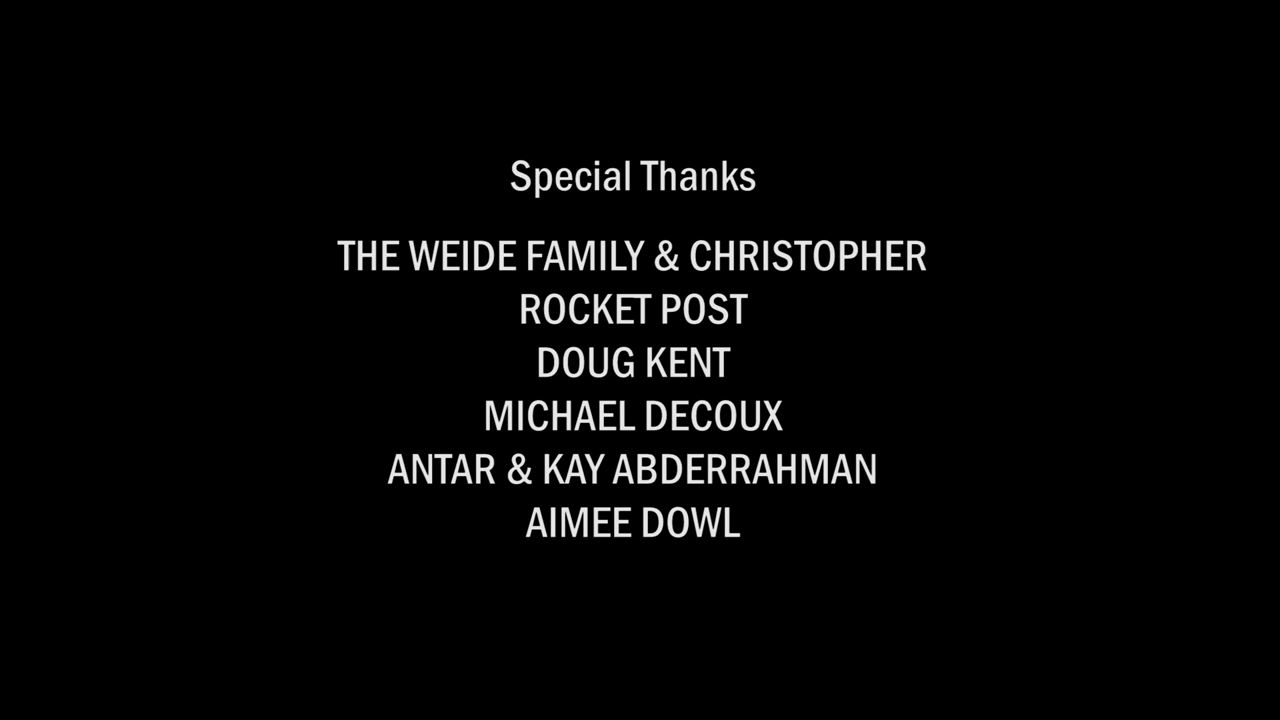 Special Thanks
THE WEIDE FAMILY & CHRISTOPHER
ROCKET POST
DOUG KENT
MICHAEL DECOUX
ANTAR & KAY ABDERRAHMAN
AIMEE DOWL